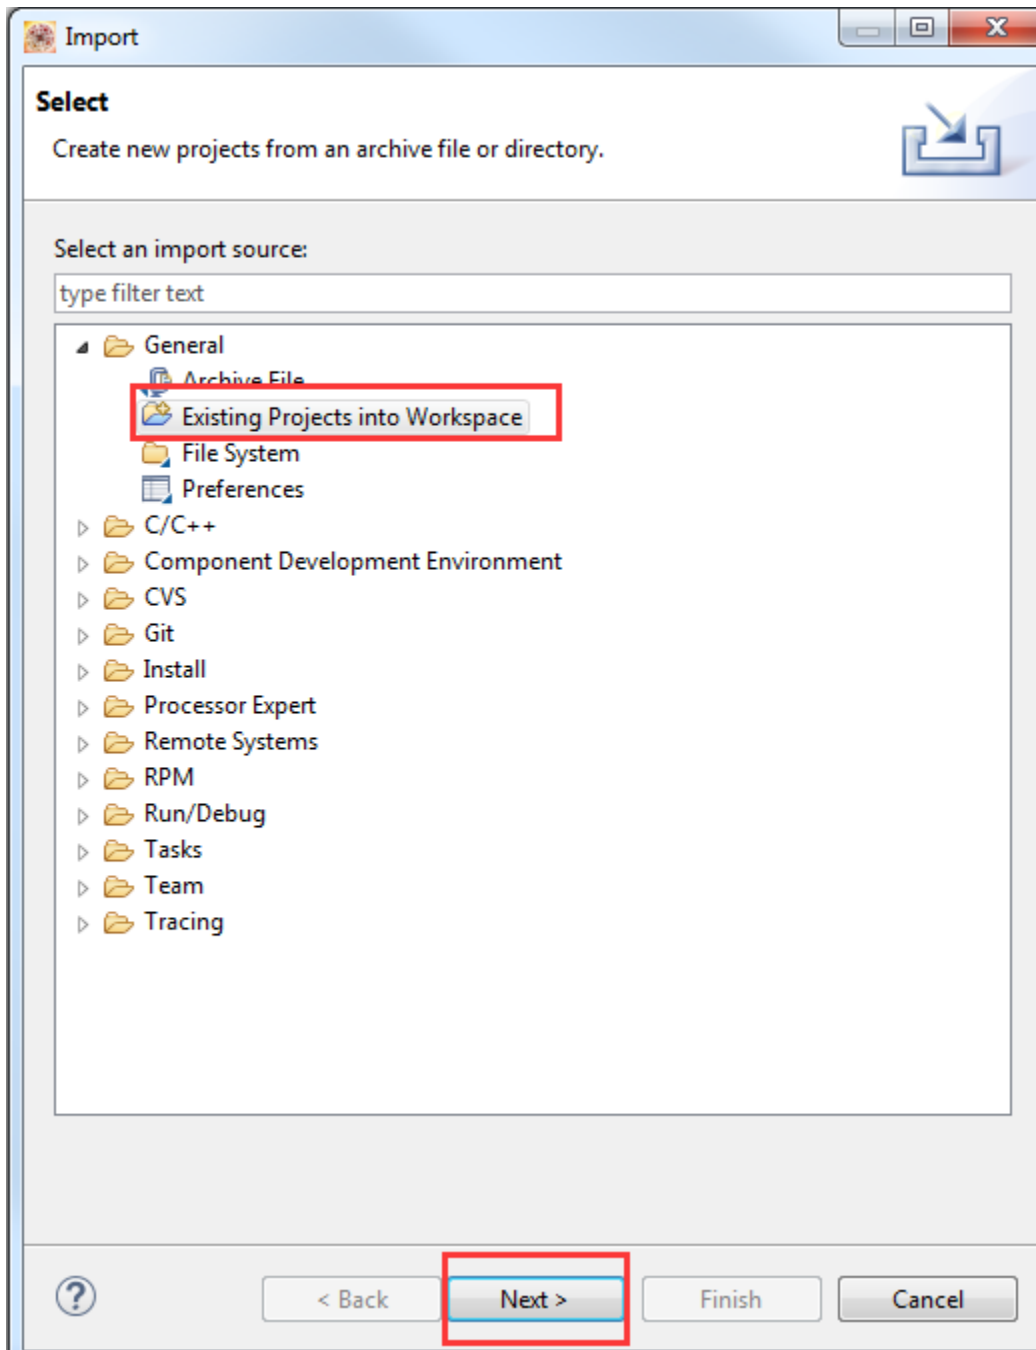 Import
Select
Create new projects from an archive file or directory.
Select an import source:
type filter text
General
Archive File
Existing Projects into Workspace
File System
Preferences
C/C++
Component Development Environment
CVS
Git
Install
Processor Expert
Remote Systems
RPM
Run/Debug
Tasks
Team
Tracing
? < Back Next > Finish Cancel